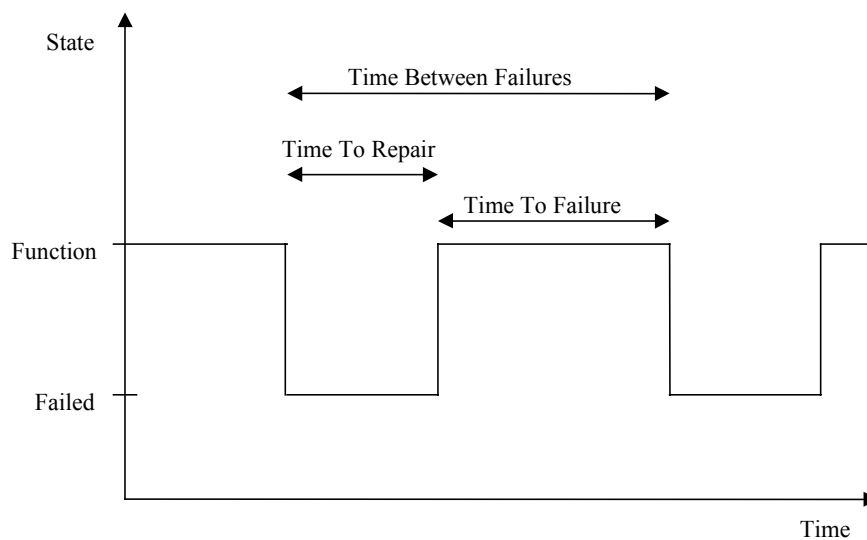 State
Time Between Failures
Time To Repair
Time To Failure
Function
Failed
Time